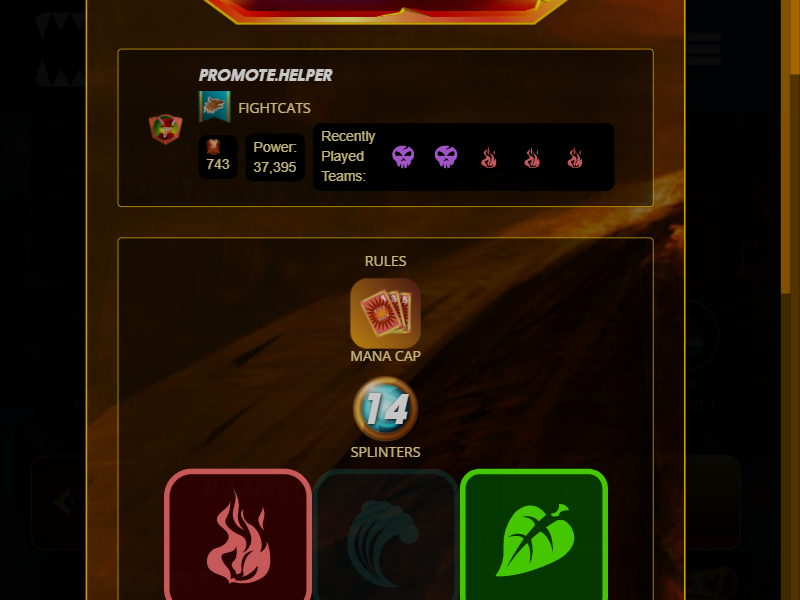 PROMOTE.HELPER
FIGHTCATS
743
Power:
37,395
Recently
Played
Teams:
RULES
MANA CAP
14
SPLINTERS